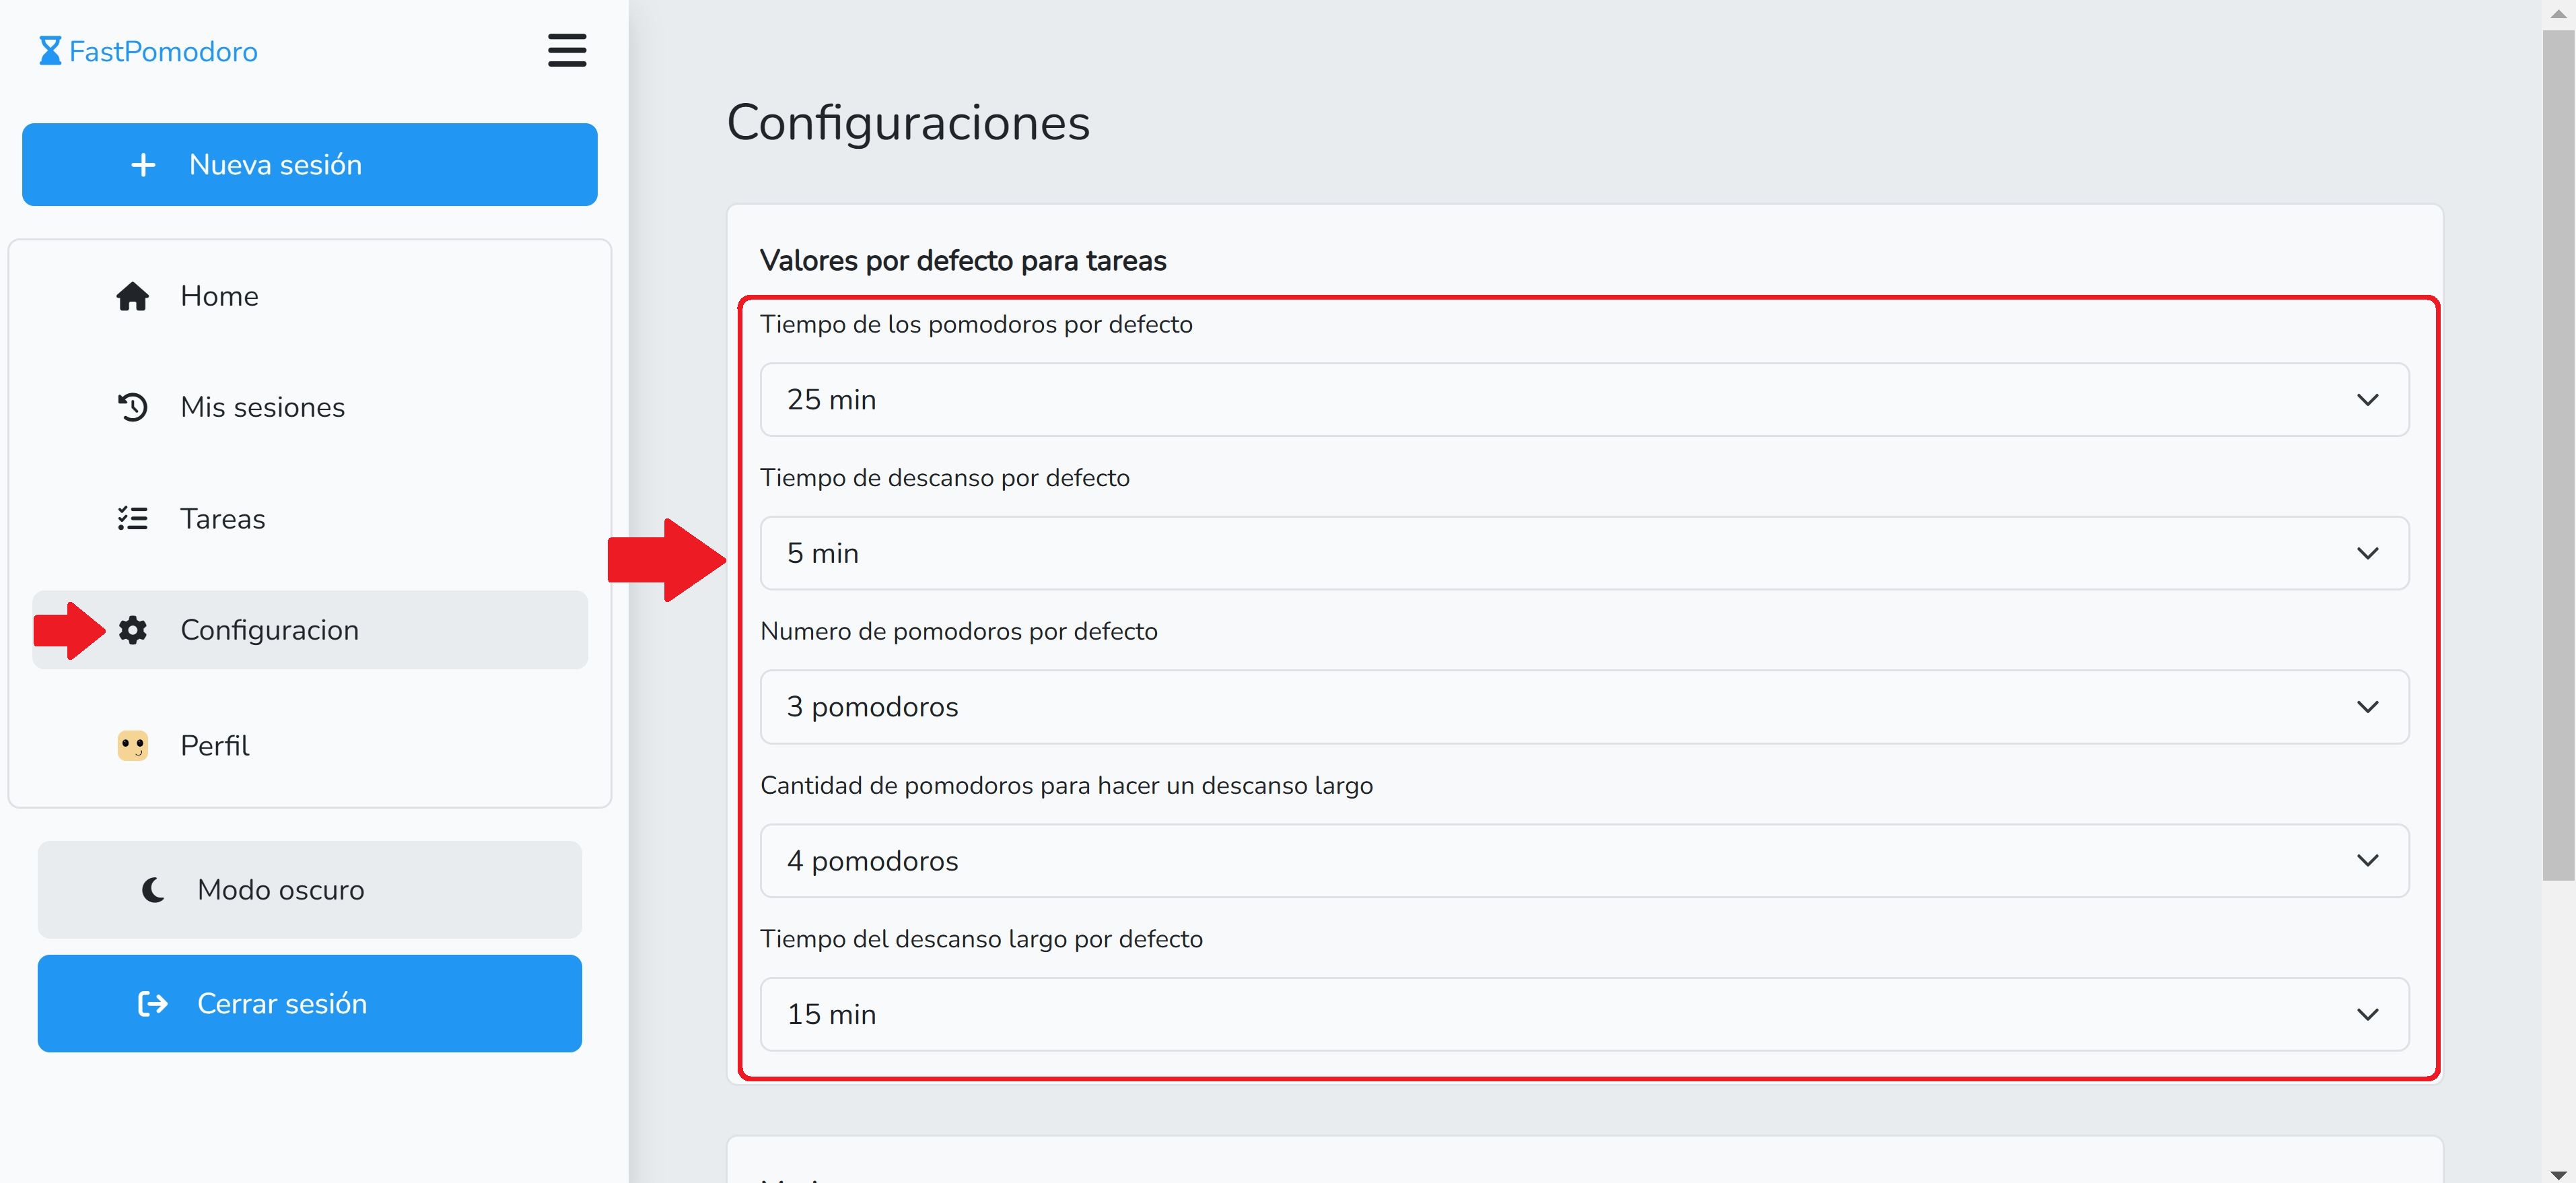 FastPomodoro
Nueva sesión
Home
Mis sesiones
Tareas
Configuracion
Perfil
Modo oscuro
Cerrar sesión
Configuraciones
Valores por defecto para tareas
Tiempo de los pomodoros por defecto
25 min
Tiempo de descanso por defecto
5 min
Numero de pomodoros por defecto
3 pomodoros
Cantidad de pomodoros para hacer un descanso largo
4 pomodoros
Tiempo del descanso largo por defecto
15 min